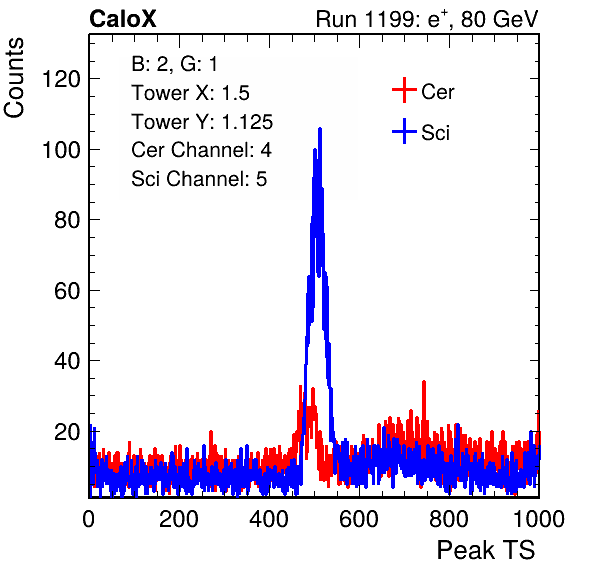 CaloX Run 1199: e⁺, 80 GeV
Counts
B: 2, G: 1
Tower X: 1.5
Tower Y: 1.125
Cer Channel: 4
Sci Channel: 5
Cer
Sci
120
100
80
60
40
20
0 200 400 600 800 1000
Peak TS